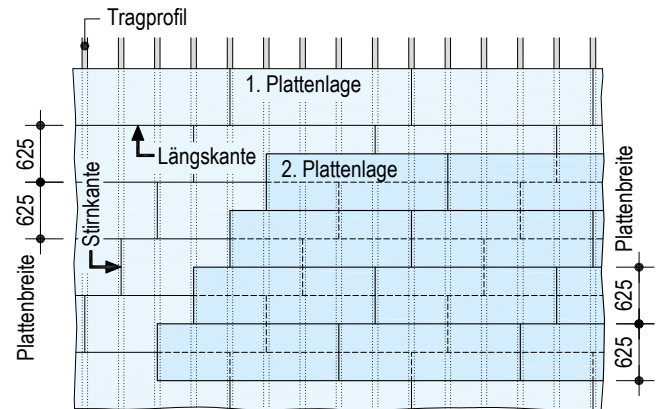 Tragprofil
1. Plattenlage
Längskante
2. Plattenlage
625
625
Stirnkante
Plattenbreite
Plattenbreite
625
625